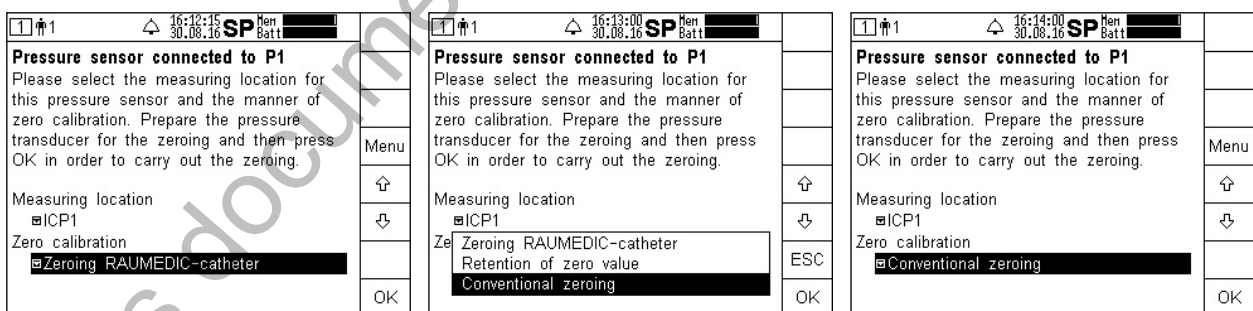 1 1 16:12:15 SP Mem
30.08.16 Batt
Pressure sensor connected to P1
Please select the measuring location for
this pressure sensor and the manner of
zero calibration. Prepare the pressure
transducer for the zeroing and then press
OK in order to carry out the zeroing.
Measuring location
ICP1
Zero calibration
Zeroing RAUMEDIC-catheter
Menu
OK
1 1 16:13:00 SP Mem
30.08.16 Batt
Pressure sensor connected to P1
Please select the measuring location for
this pressure sensor and the manner of
zero calibration. Prepare the pressure
transducer for the zeroing and then press
OK in order to carry out the zeroing.
Measuring location
ICP1
Ze
Zeroing RAUMEDIC-catheter
Retention of zero value
Conventional zeroing
ESC
OK
1 1 16:14:00 SP Mem
30.08.16 Batt
Pressure sensor connected to P1
Please select the measuring location for
this pressure sensor and the manner of
zero calibration. Prepare the pressure
transducer for the zeroing and then press
OK in order to carry out the zeroing.
Measuring location
ICP1
Zero calibration
Conventional zeroing
Menu
OK
s docume